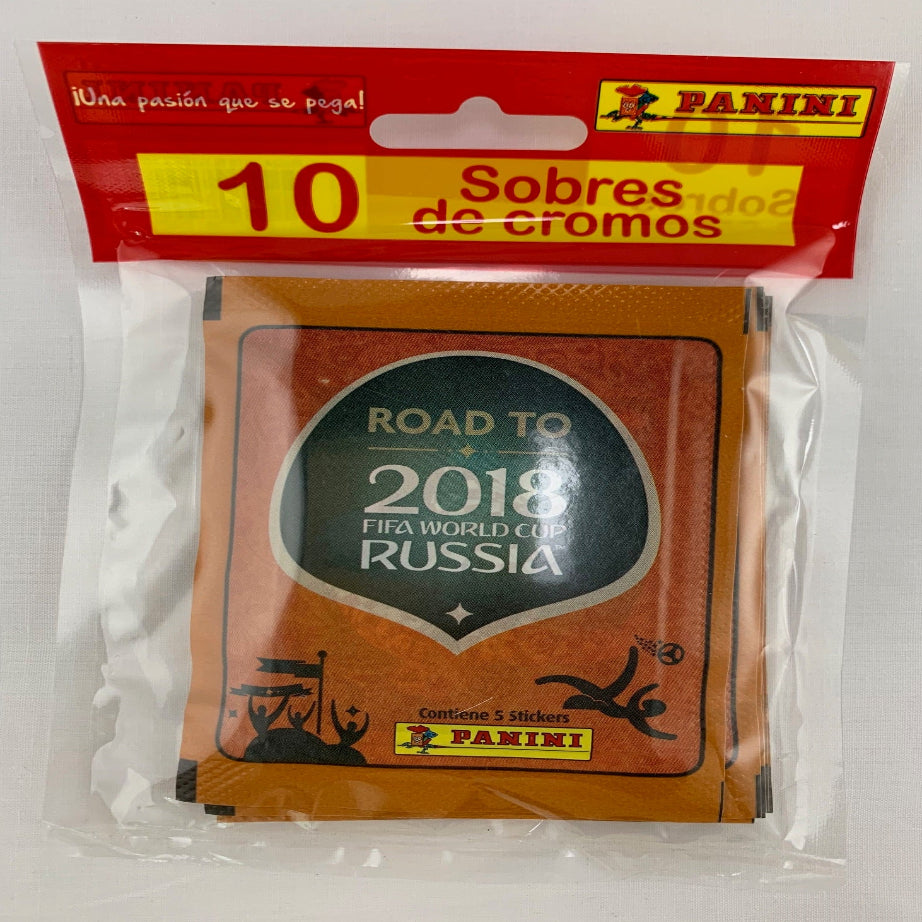 ¡Una pasión que se pega!
PANINI
10 Sobres
de cromos
ROAD TO
2018
FIFA WORLD CUP
RUSSIA
Contiene 5 Stickers
PANINI